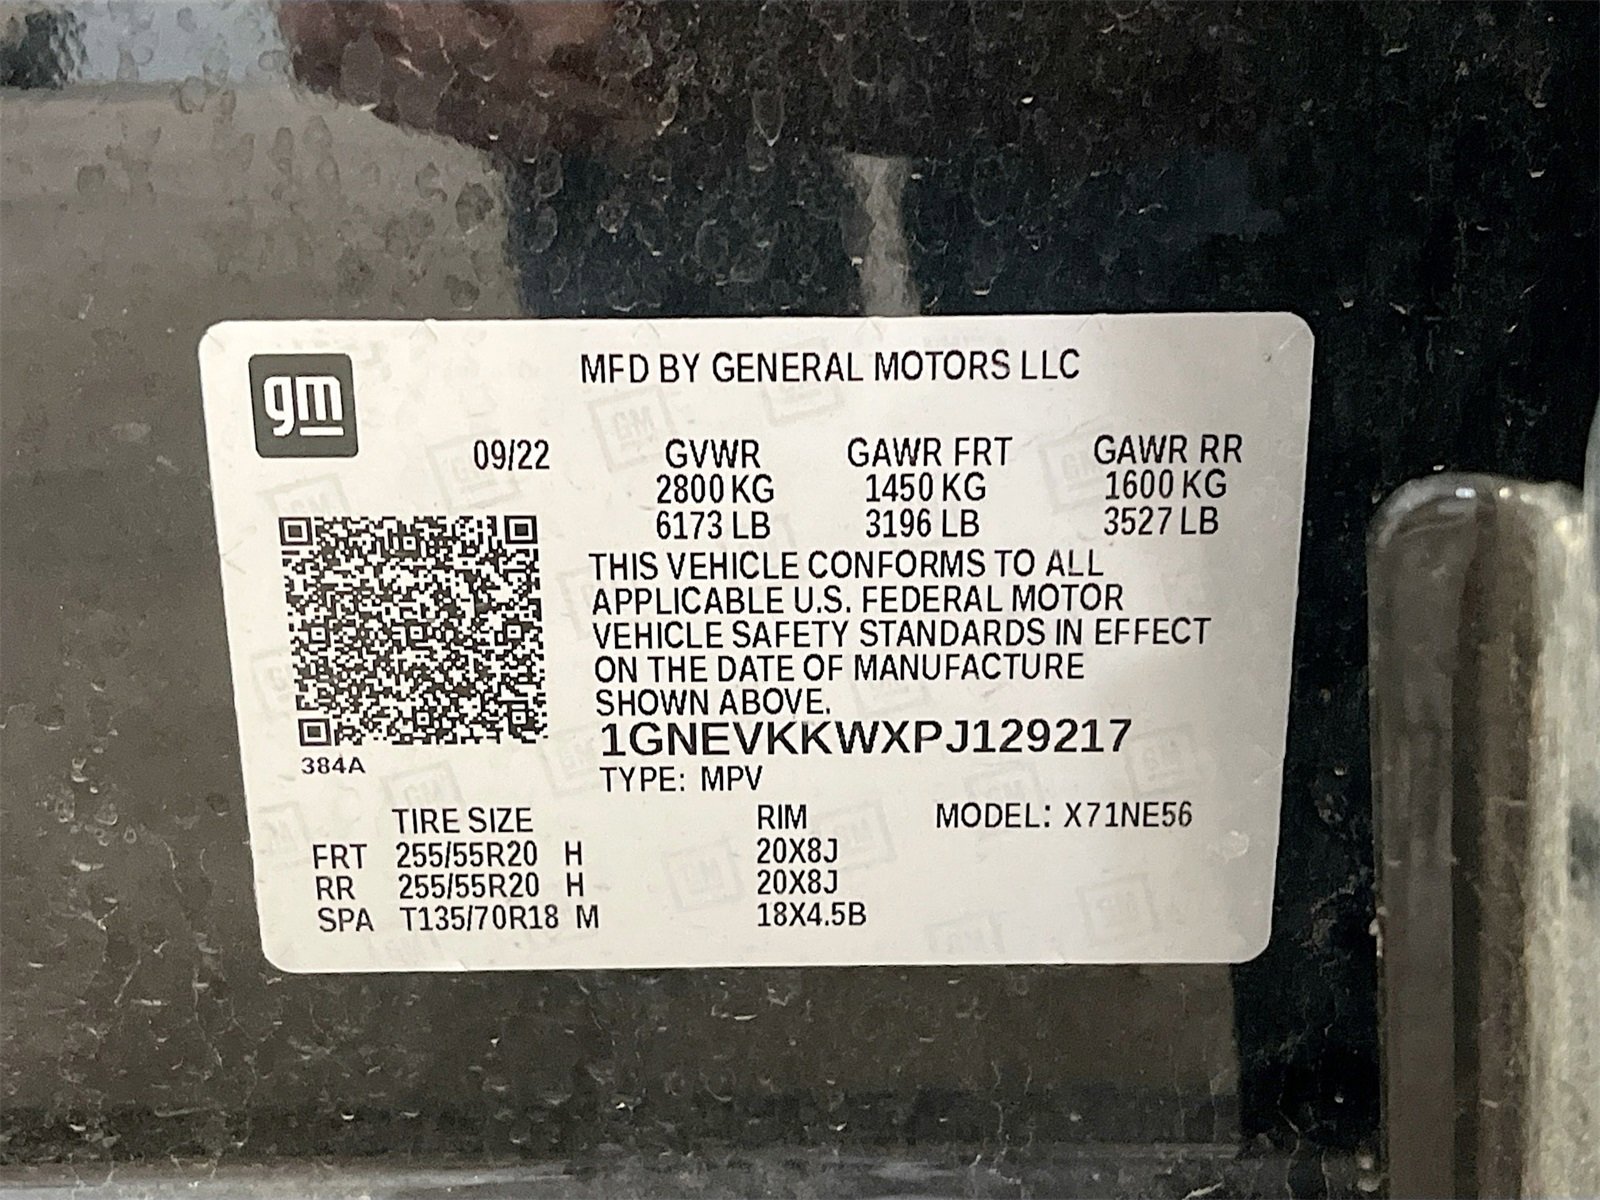 gm
MFD BY GENERAL MOTORS LLC
09/22 GVWR GAWR FRT GAWR RR
2800 KG 1450 KG 1600 KG
6173 LB 3196 LB 3527 LB
THIS VEHICLE CONFORMS TO ALL
APPLICABLE U.S. FEDERAL MOTOR
VEHICLE SAFETY STANDARDS IN EFFECT
ON THE DATE OF MANUFACTURE
SHOWN ABOVE.
1GNEVKKWXPJ129217
384A
TYPE: MPV
TIRE SIZE RIM MODEL: X71NE56
FRT 255/55R20 H 20X8J
RR 255/55R20 H 20X8J
SPA T135/70R18 M 18X4.5B